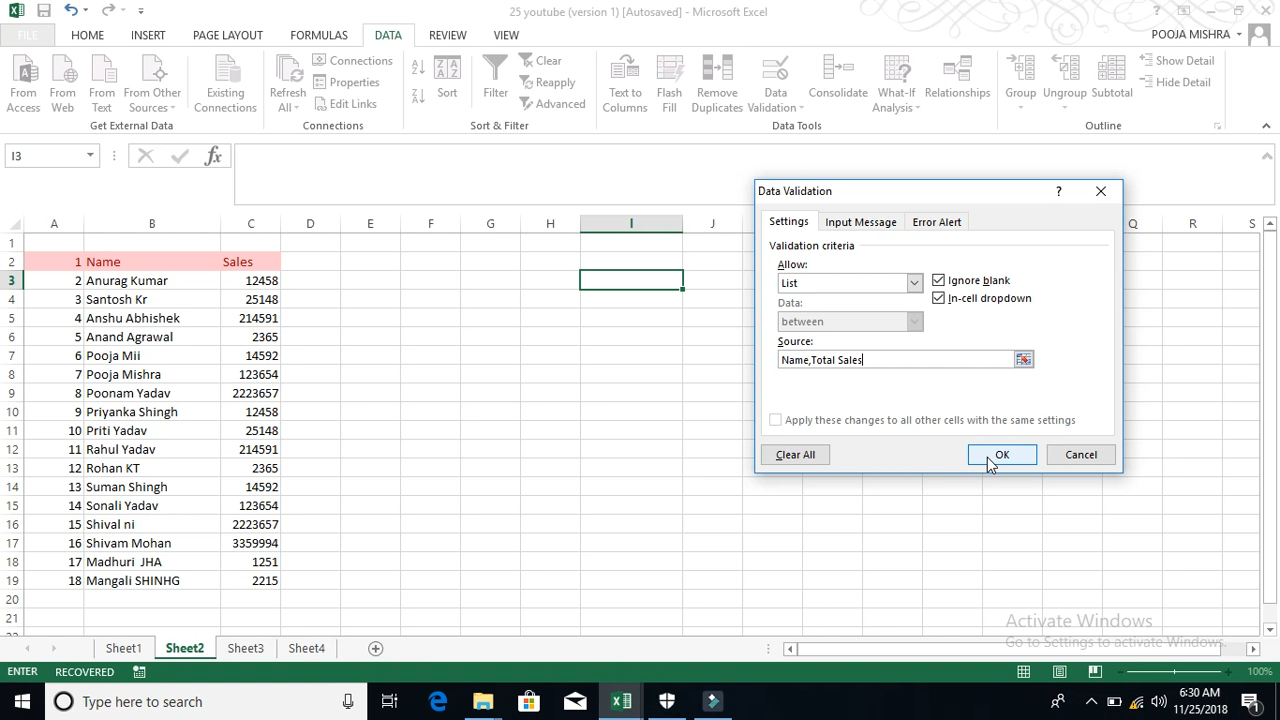 25 youtube (version 1) [Autosaved] - Microsoft Excel
FILE HOME INSERT PAGE LAYOUT FORMULAS DATA REVIEW VIEW POOJA MISHRA
From Access
From Web
From Text
From Other Sources
Existing Connections
Get External Data
Refresh All
Connections
Properties
Edit Links
Connections
Sort
Filter
Clear
Reapply
Advanced
Sort & Filter
Text to Columns
Flash Fill
Remove Duplicates
Data Validation
Consolidate
What-If Analysis
Relationships
Data Tools
Group
Ungroup
Subtotal
Show Detail
Hide Detail
Outline
I3 fx
A B C D E F G H I J Q R S
1
2 1 Name Sales
3 2 Anurag Kumar 12458
4 3 Santosh Kr 25148
5 4 Anshu Abhishek 214591
6 5 Anand Agrawal 2365
7 6 Pooja Mii 14592
8 7 Pooja Mishra 123654
9 8 Poonam Yadav 2223657
10 9 Priyanka Shingh 12458
11 10 Priti Yadav 25148
12 11 Rahul Yadav 214591
13 12 Rohan KT 2365
14 13 Suman Shingh 14592
15 14 Sonali Yadav 123654
16 15 Shival ni 2223657
17 16 Shivam Mohan 3359994
18 17 Madhuri JHA 1251
19 18 Mangali SHINHG 2215
20
21
Data Validation ?
Settings Input Message Error Alert
Validation criteria
Allow:
List
Ignore blank
Data:
In-cell dropdown
between
Source:
Name,Total Sales
Apply these changes to all other cells with the same settings
Clear All OK Cancel
Activate Windows
Go to Settings to activate Windows.
Sheet1 Sheet2 Sheet3 Sheet4
ENTER RECOVERED 100%
Type here to search
6:30 AM
11/25/2018
1